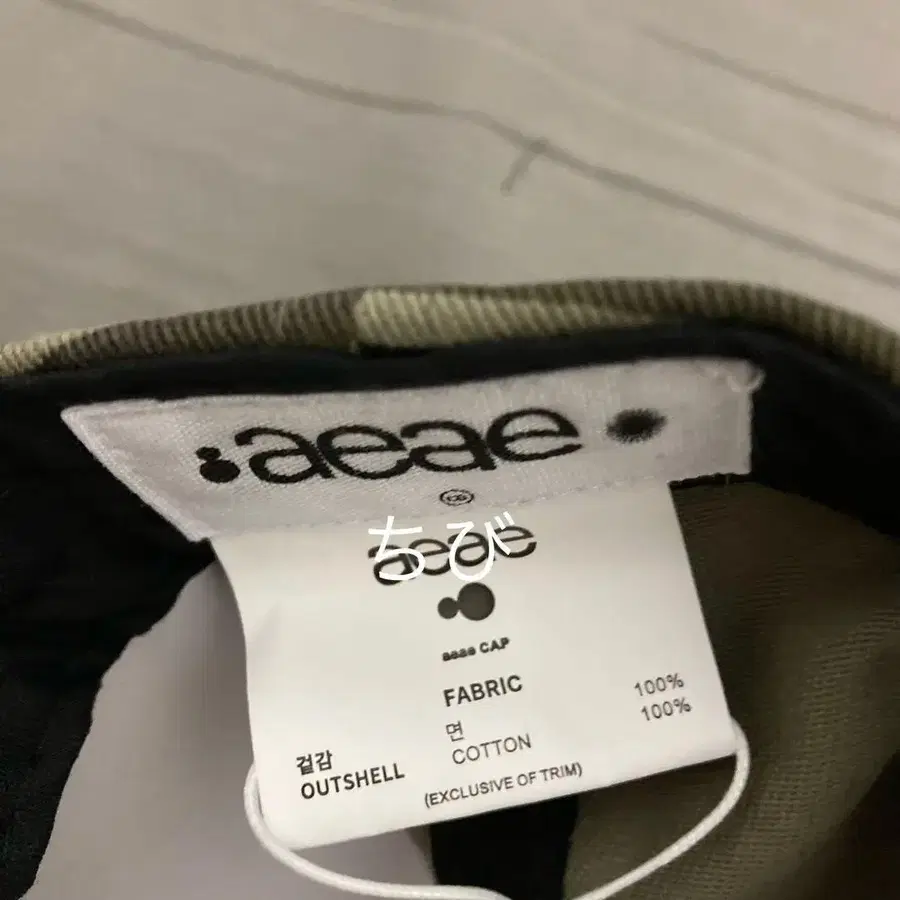 :aeae
ちび
aeae
aeae CAP
FABRIC
겉감 면 100%
OUTSHELL COTTON 100%
(EXCLUSIVE OF TRIM)